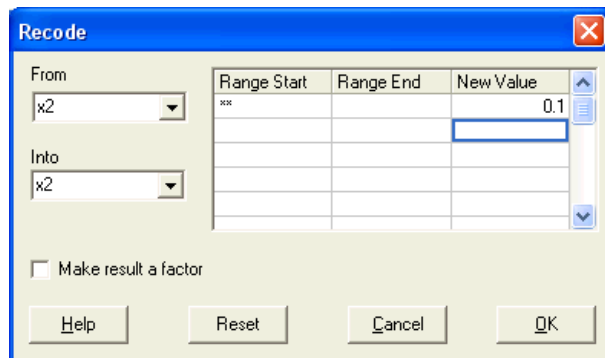 Recode
From
x2
Into
x2
Range Start Range End New Value
** 0.1
Make result a factor
Help Reset Cancel OK